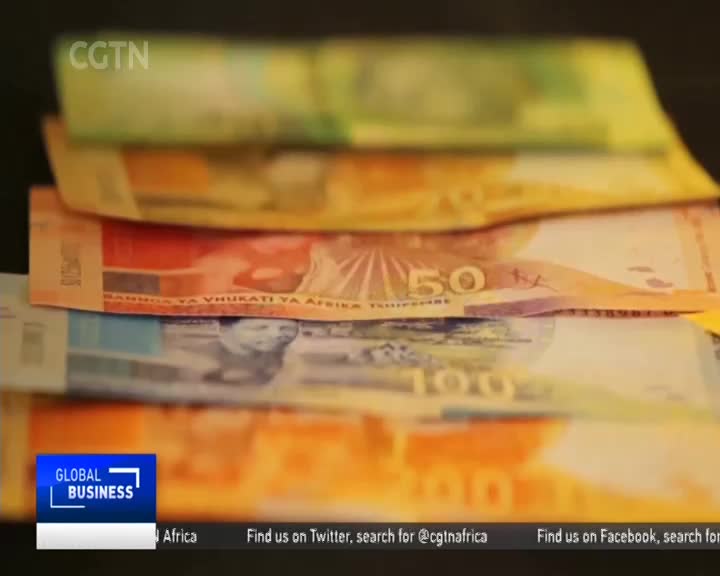 CGTN
50
BANNGA YA VHUKATI YA AFRIKA TSHIPEMBE
100
200
GLOBAL
BUSINESS
N Africa Find us on Twitter, search for @cgtnafrica Find us on Facebook, search for